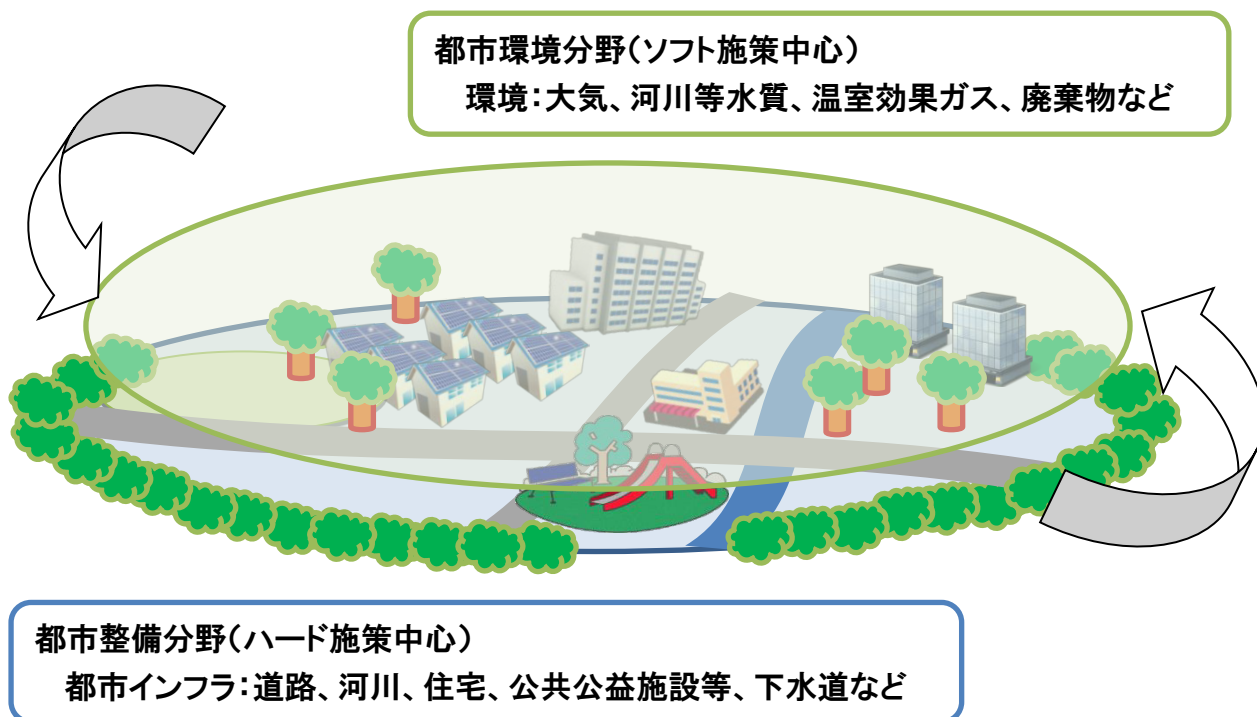 都市環境分野(ソフト施策中心)
環境:大気、河川等水質、温室効果ガス、廃棄物など
都市整備分野(ハード施策中心)
都市インフラ:道路、河川、住宅、公共公益施設等、下水道など